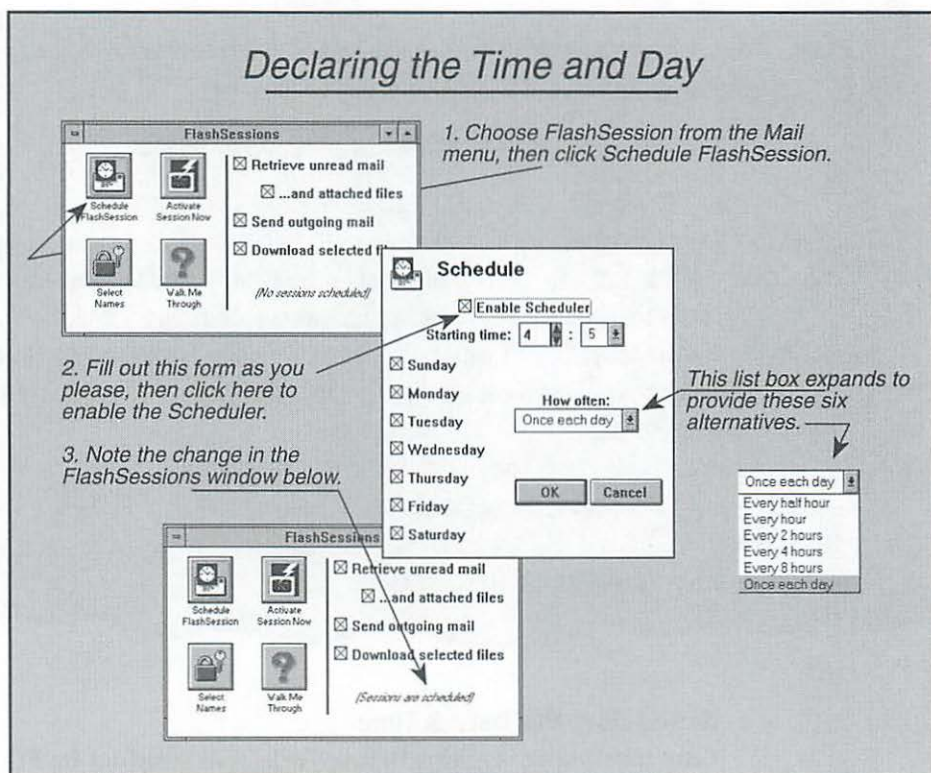 Declaring the Time and Day
FlashSessions
1. Choose FlashSession from the Mail
menu, then click Schedule FlashSession.
Schedule
FlashSession
Activate
Session Now
Select
Names
Walk Me
Through
Retrieve unread mail
...and attached files
Send outgoing mail
Download selected fil
(No sessions scheduled)
Schedule
Enable Scheduler
Starting time: 4 : 5
Sunday
Monday
Tuesday
Wednesday
Thursday
Friday
Saturday
How often:
Once each day
OK Cancel
2. Fill out this form as you
please, then click here to
enable the Scheduler.
This list box expands to
provide these six
alternatives.
Once each day
Every half hour
Every hour
Every 2 hours
Every 4 hours
Every 8 hours
Once each day
3. Note the change in the
FlashSessions window below.
FlashSessions
Schedule
FlashSession
Activate
Session Now
Select
Names
Walk Me
Through
Retrieve unread mail
...and attached files
Send outgoing mail
Download selected files
(Sessions are scheduled)